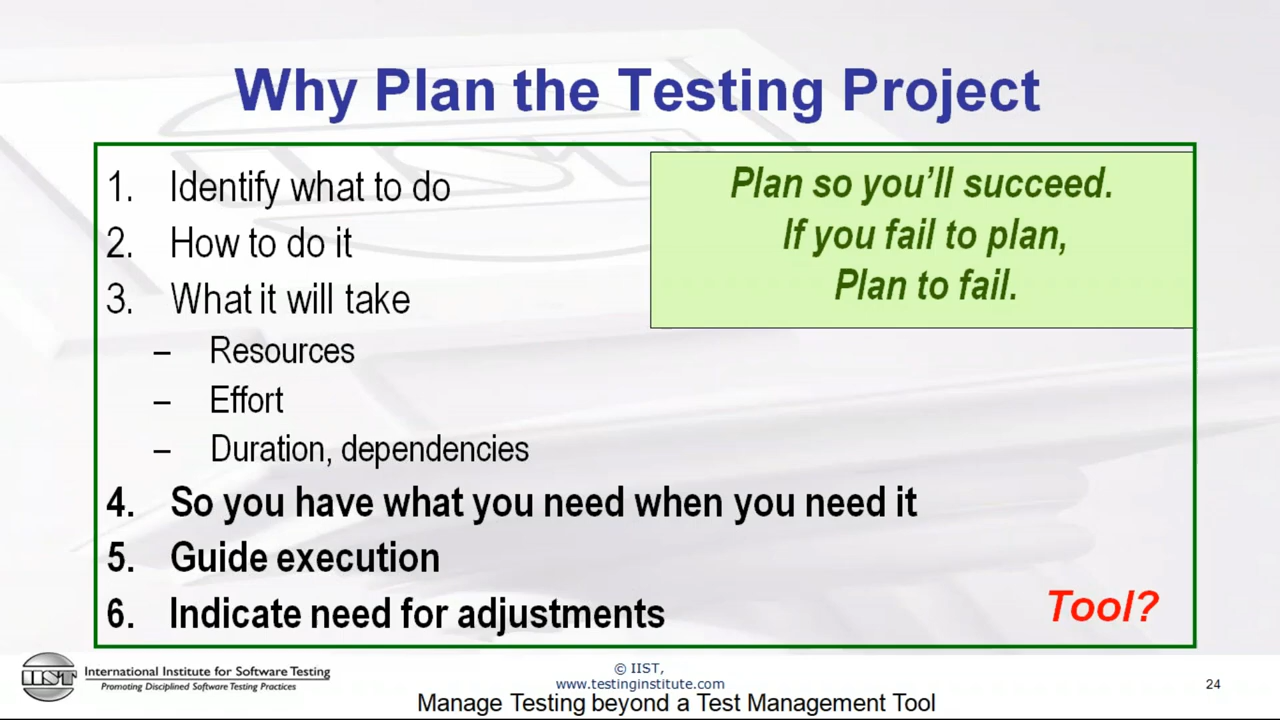 Why Plan the Testing Project
1. Identify what to do
2. How to do it
3. What it will take
– Resources
– Effort
– Duration, dependencies
4. So you have what you need when you need it
5. Guide execution
6. Indicate need for adjustments
Plan so you’ll succeed.
If you fail to plan,
Plan to fail.
Tool?
IIST
International Institute for Software Testing
Promoting Disciplined Software Testing Practices
© IIST,
www.testinginstitute.com
24
Manage Testing beyond a Test Management Tool